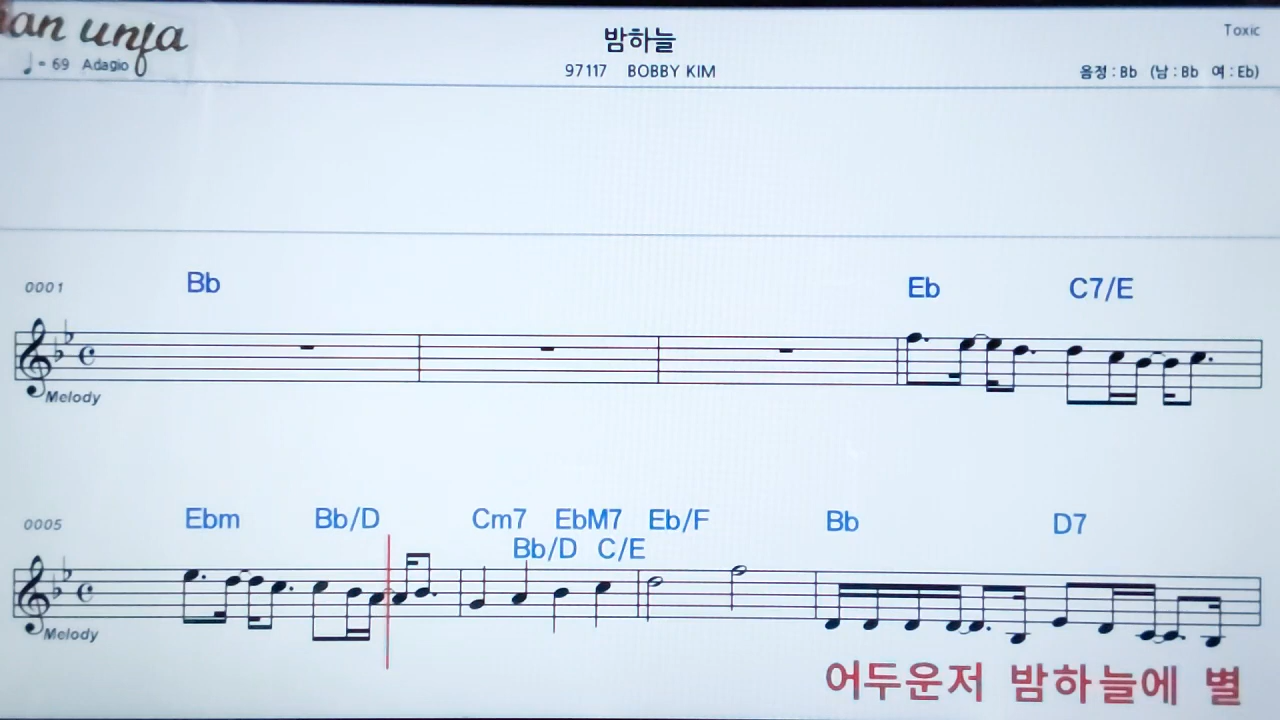 an unja
밤하늘
Toxic
♩= 69 Adagio
97117 BOBBY KIM
음정 : Bb (남 : Bb 여 : Eb)
0001 Bb Eb C7/E
Melody
0005 Ebm Bb/D Cm7 EbM7 Eb/F Bb D7
Bb/D C/E
Melody
어두운저 밤하늘에 별